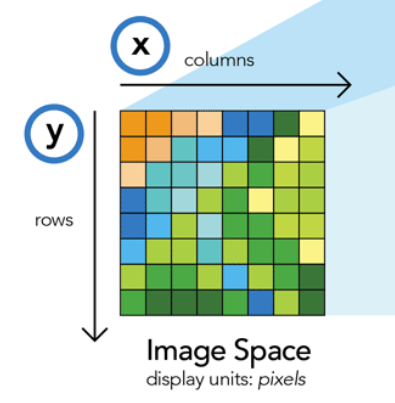 x
columns
y
rows
Image Space
display units: pixels